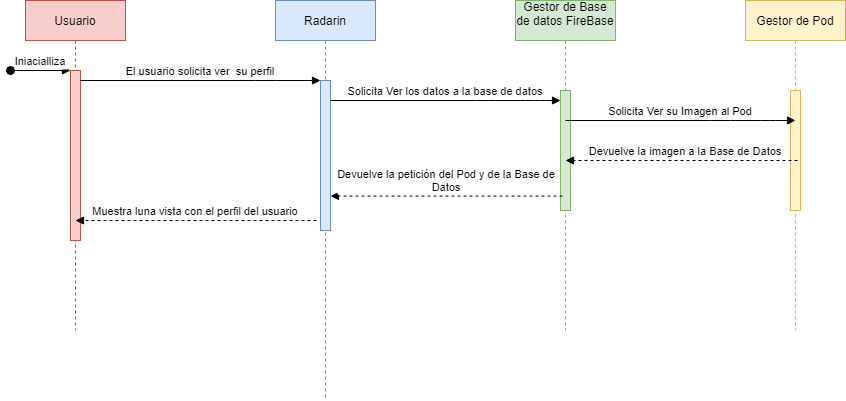 Usuario
Radarin
Gestor de Base
de datos FireBase
Gestor de Pod
Iniacialliza
El usuario solicita ver  su perfil
Solicita Ver los datos a la base de datos
Solicita Ver su Imagen al Pod
Devuelve la imagen a la Base de Datos
Devuelve la petición del Pod y de la Base de
Datos
Muestra luna vista con el perfil del usuario